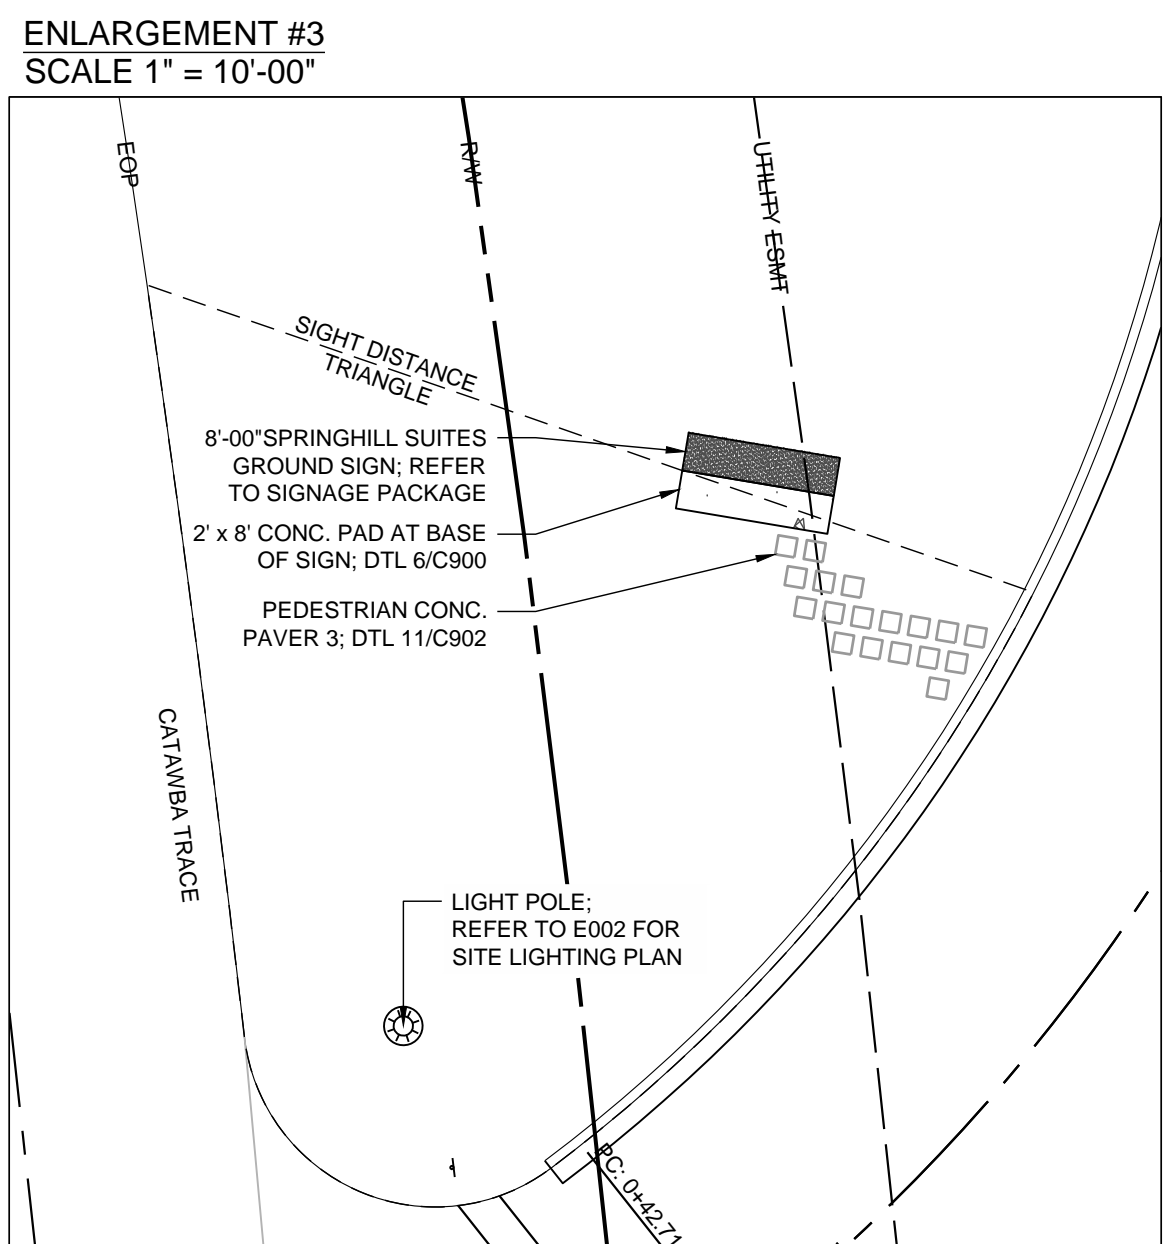 ENLARGEMENT #3
SCALE 1" = 10'-00"
EOP
R/W
UTILITY ESMT
SIGHT DISTANCE
TRIANGLE
8'-00"SPRINGHILL SUITES
GROUND SIGN; REFER
TO SIGNAGE PACKAGE
2' x 8' CONC. PAD AT BASE
OF SIGN; DTL 6/C900
PEDESTRIAN CONC.
PAVER 3; DTL 11/C902
CATAWBA TRACE
LIGHT POLE;
REFER TO E002 FOR
SITE LIGHTING PLAN
PC: 0+42.71